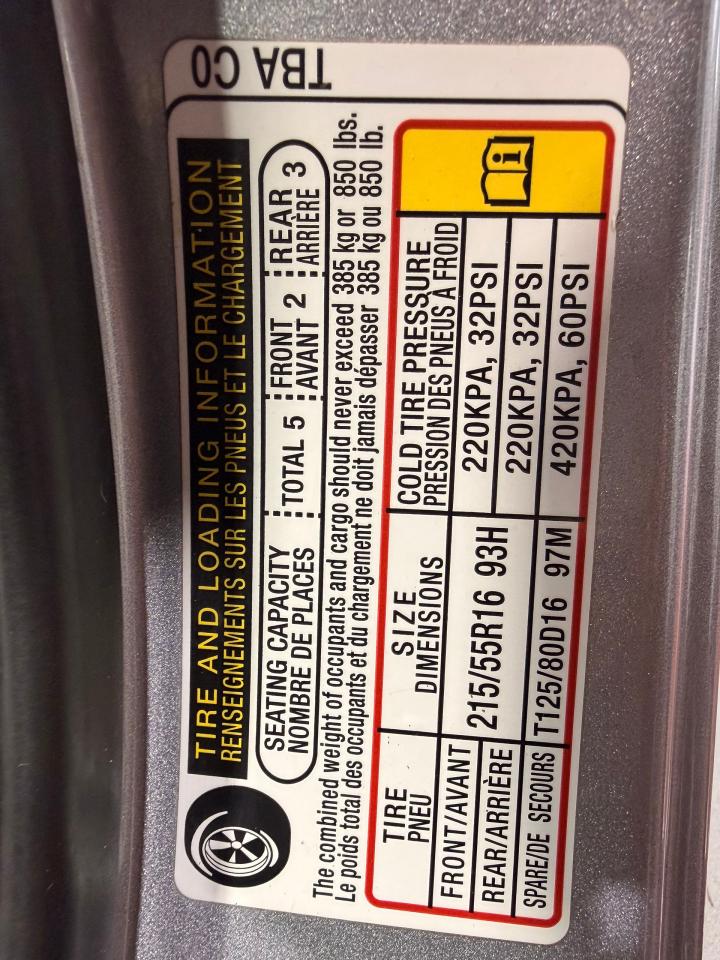 TBA C0
TIRE AND LOADING INFORMATION
RENSEIGNEMENTS SUR LES PNEUS ET LE CHARGEMENT
SEATING CAPACITY TOTAL 5 FRONT 2 REAR 3
NOMBRE DE PLACES AVANT ARRIÈRE
The combined weight of occupants and cargo should never exceed 385 kg or 850 lbs.
Le poids total des occupants et du chargement ne doit jamais dépasser 385 kg ou 850 lb.
TIRE SIZE COLD TIRE PRESSURE
PNEU DIMENSIONS PRESSION DES PNEUS À FROID
FRONT/AVANT 215/55R16 93H 220KPA, 32PSI
REAR/ARRIÈRE 220KPA, 32PSI
SPARE/DE SECOURS T125/80D16 97M 420KPA, 60PSI